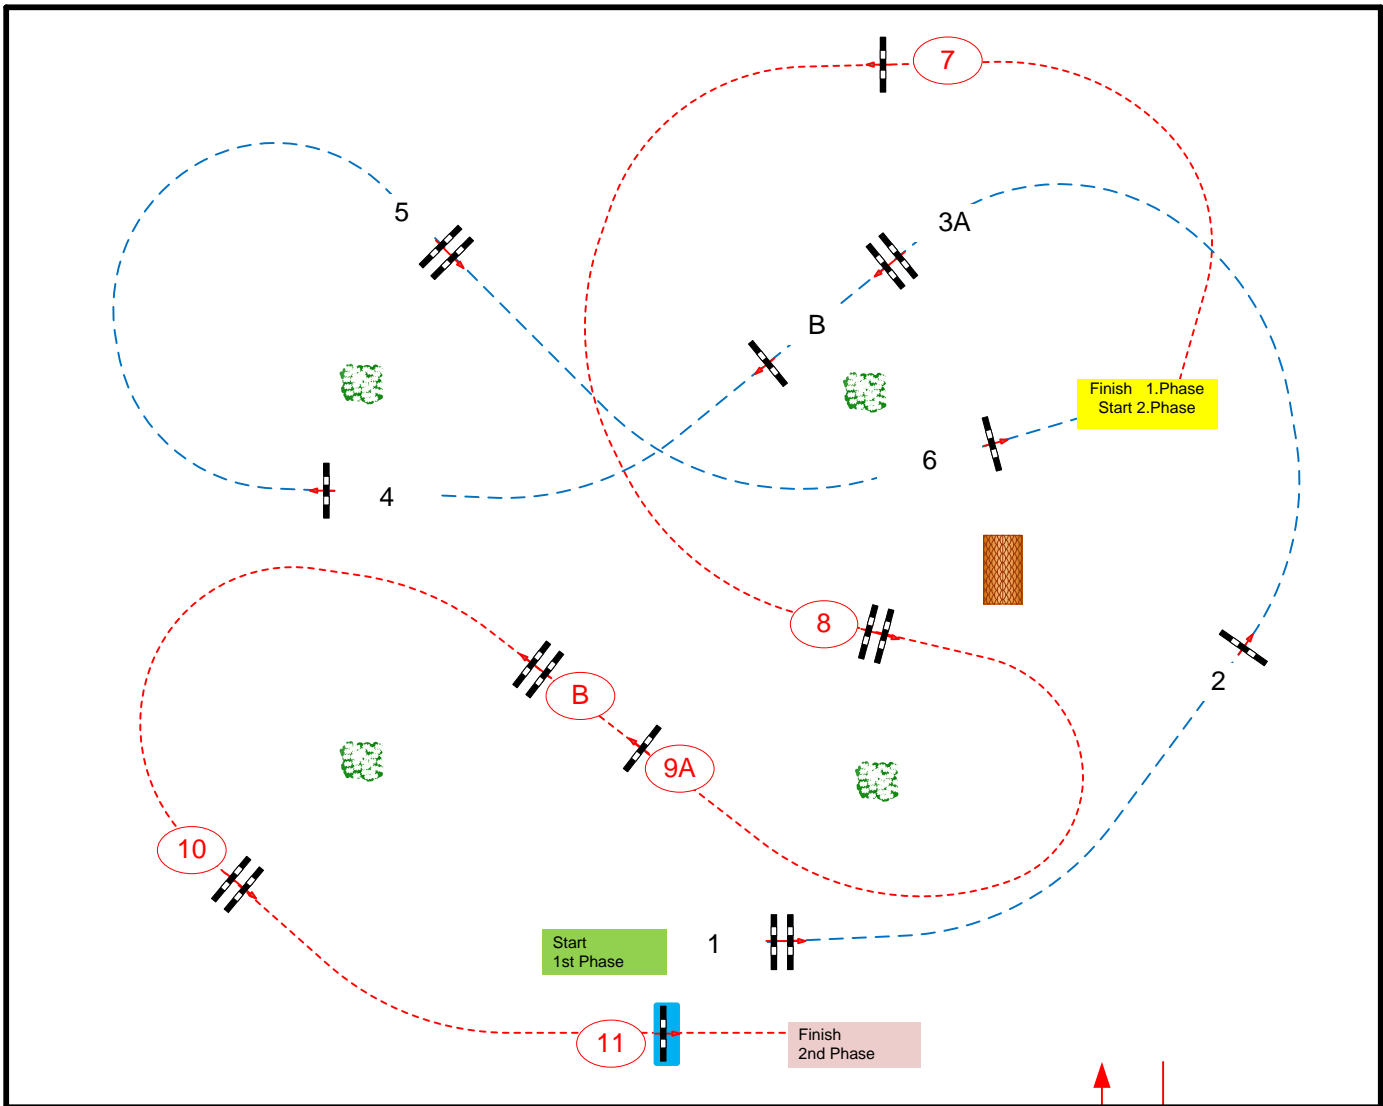 7
5
3A
B
Finish 1.Phase
Start 2.Phase
6
4
8
2
B
9A
10
Start
1st Phase
1
11
Finish
2nd Phase